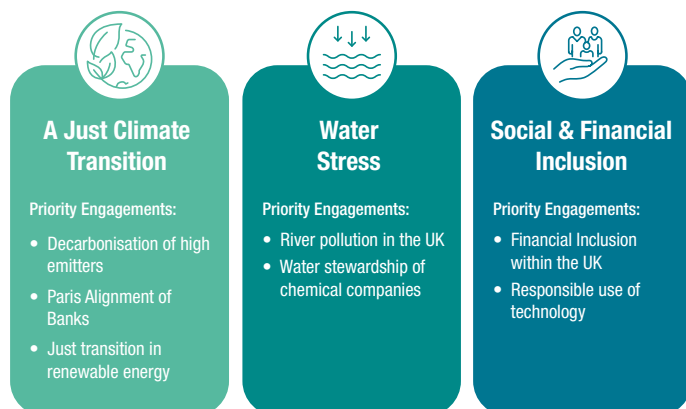 A Just Climate
Transition
Priority Engagements:
• Decarbonisation of high
emitters
• Paris Alignment of
Banks
• Just transition in
renewable energy
Water
Stress
Priority Engagements:
• River pollution in the UK
• Water stewardship of
chemical companies
Social & Financial
Inclusion
Priority Engagements:
• Financial Inclusion
within the UK
• Responsible use of
technology